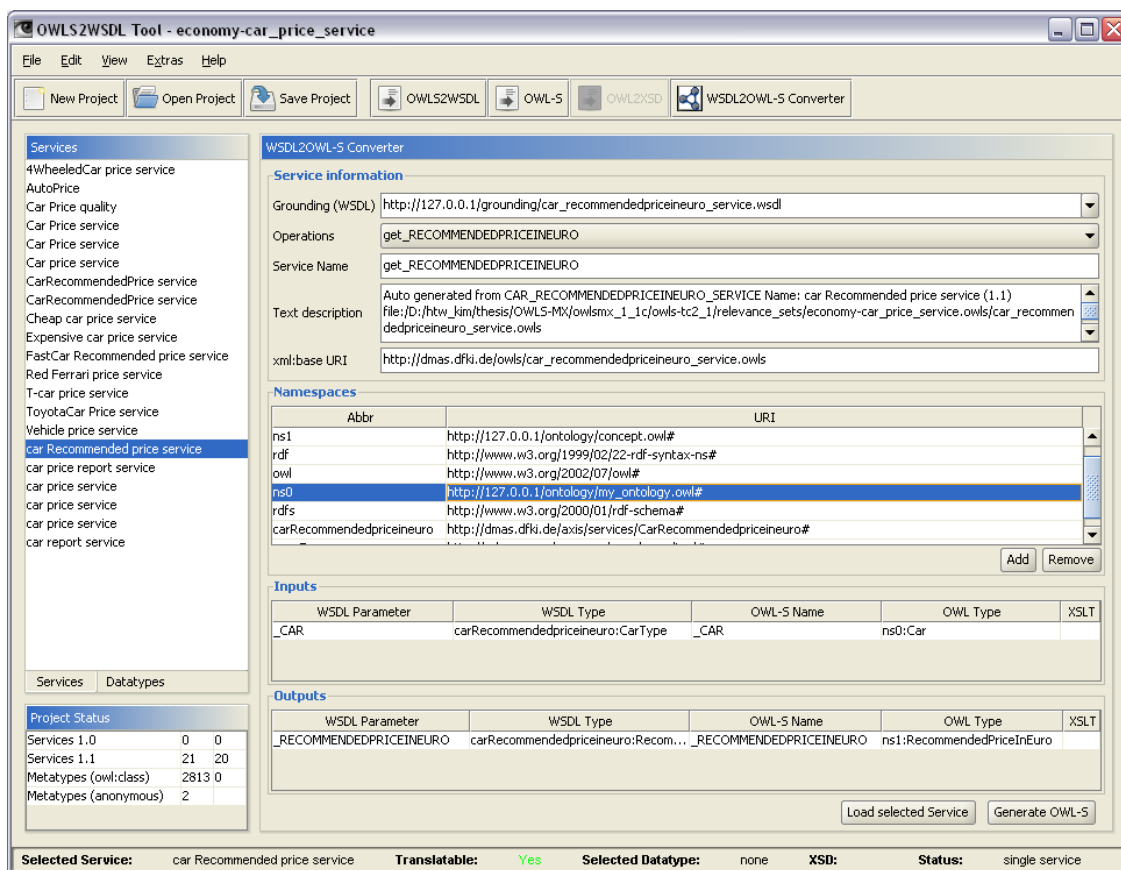 OWLS2WSDL Tool - economy-car_price_service
File Edit View Extras Help
New Project Open Project Save Project OWLS2WSDL OWL-S OWL2XSD WSDL2OWL-S Converter
Services
4WheeledCar price service
AutoPrice
Car Price quality
Car Price service
Car Price service
Car price service
CarRecommendedPrice service
CarRecommendedPrice service
Cheap car price service
Expensive car price service
FastCar Recommended price service
Red Ferrari price service
T-car price service
ToyotaCar Price service
Vehicle price service
car Recommended price service
car price report service
car price service
car price service
car price service
car report service
Services Datatypes
Project Status
Services 1.0 0 0
Services 1.1 21 20
Metatypes (owl:class) 2813 0
Metatypes (anonymous) 2
WSDL2OWL-S Converter
Service information
Grounding (WSDL) http://127.0.0.1/grounding/car_recommendedpriceineuro_service.wsdl
Operations get_RECOMMENDEDPRICEINEURO
Service Name get_RECOMMENDEDPRICEINEURO
Text description
Auto generated from CAR_RECOMMENDEDPRICEINEURO_SERVICE Name: car Recommended price service (1.1)
file:/D:/htw_kim/thesis/OWLS-MX/owlsmx_1_1c/owls-tc2_1/relevance_sets/economy-car_price_service.owls/car_recommen
dedpriceineuro_service.owls
xml:base URI http://dmas.dfki.de/owls/car_recommendedpriceineuro_service.owls
Namespaces
Abbr URI
ns1 http://127.0.0.1/ontology/concept.owl#
rdf http://www.w3.org/1999/02/22-rdf-syntax-ns#
owl http://www.w3.org/2002/07/owl#
ns0 http://127.0.0.1/ontology/my_ontology.owl#
rdfs http://www.w3.org/2000/01/rdf-schema#
carRecommendedpriceineuro http://dmas.dfki.de/axis/services/CarRecommendedpriceineuro#
Add Remove
Inputs
WSDL Parameter WSDL Type OWL-S Name OWL Type XSLT
_CAR carRecommendedpriceineuro:CarType _CAR ns0:Car
Outputs
WSDL Parameter WSDL Type OWL-S Name OWL Type XSLT
_RECOMMENDEDPRICEINEURO carRecommendedpriceineuro:Recom... _RECOMMENDEDPRICEINEURO ns1:RecommendedPriceInEuro
Load selected Service Generate OWL-S
Selected Service: car Recommended price service Translatable: Yes Selected Datatype: none XSD: Status: single service